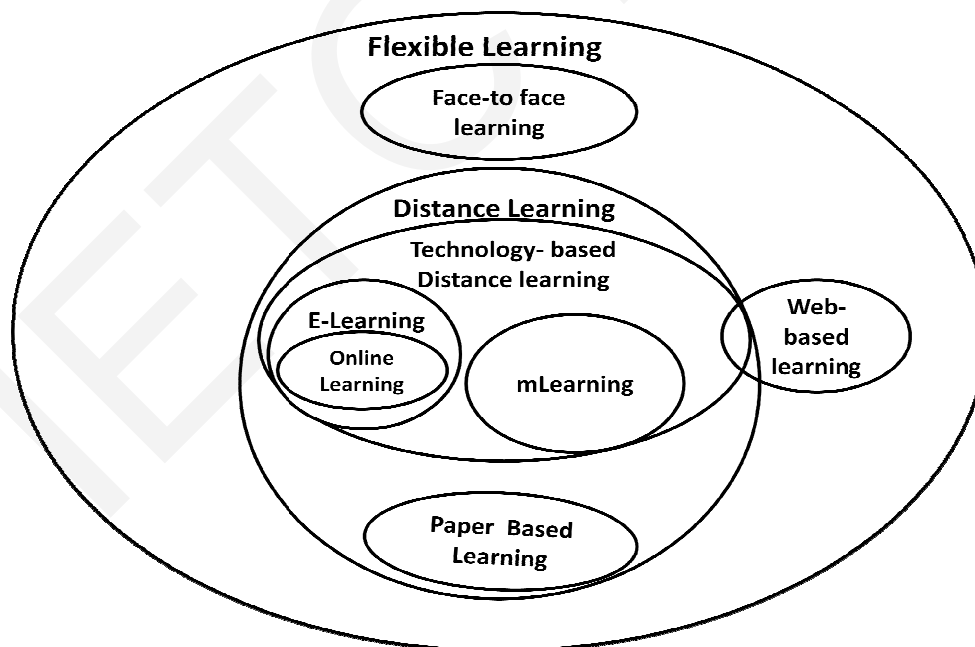 Flexible Learning
Face-to face
learning
Distance Learning
Technology- based
Distance learning
E-Learning
Online
Learning
mLearning
Web-
based
learning
Paper Based
Learning